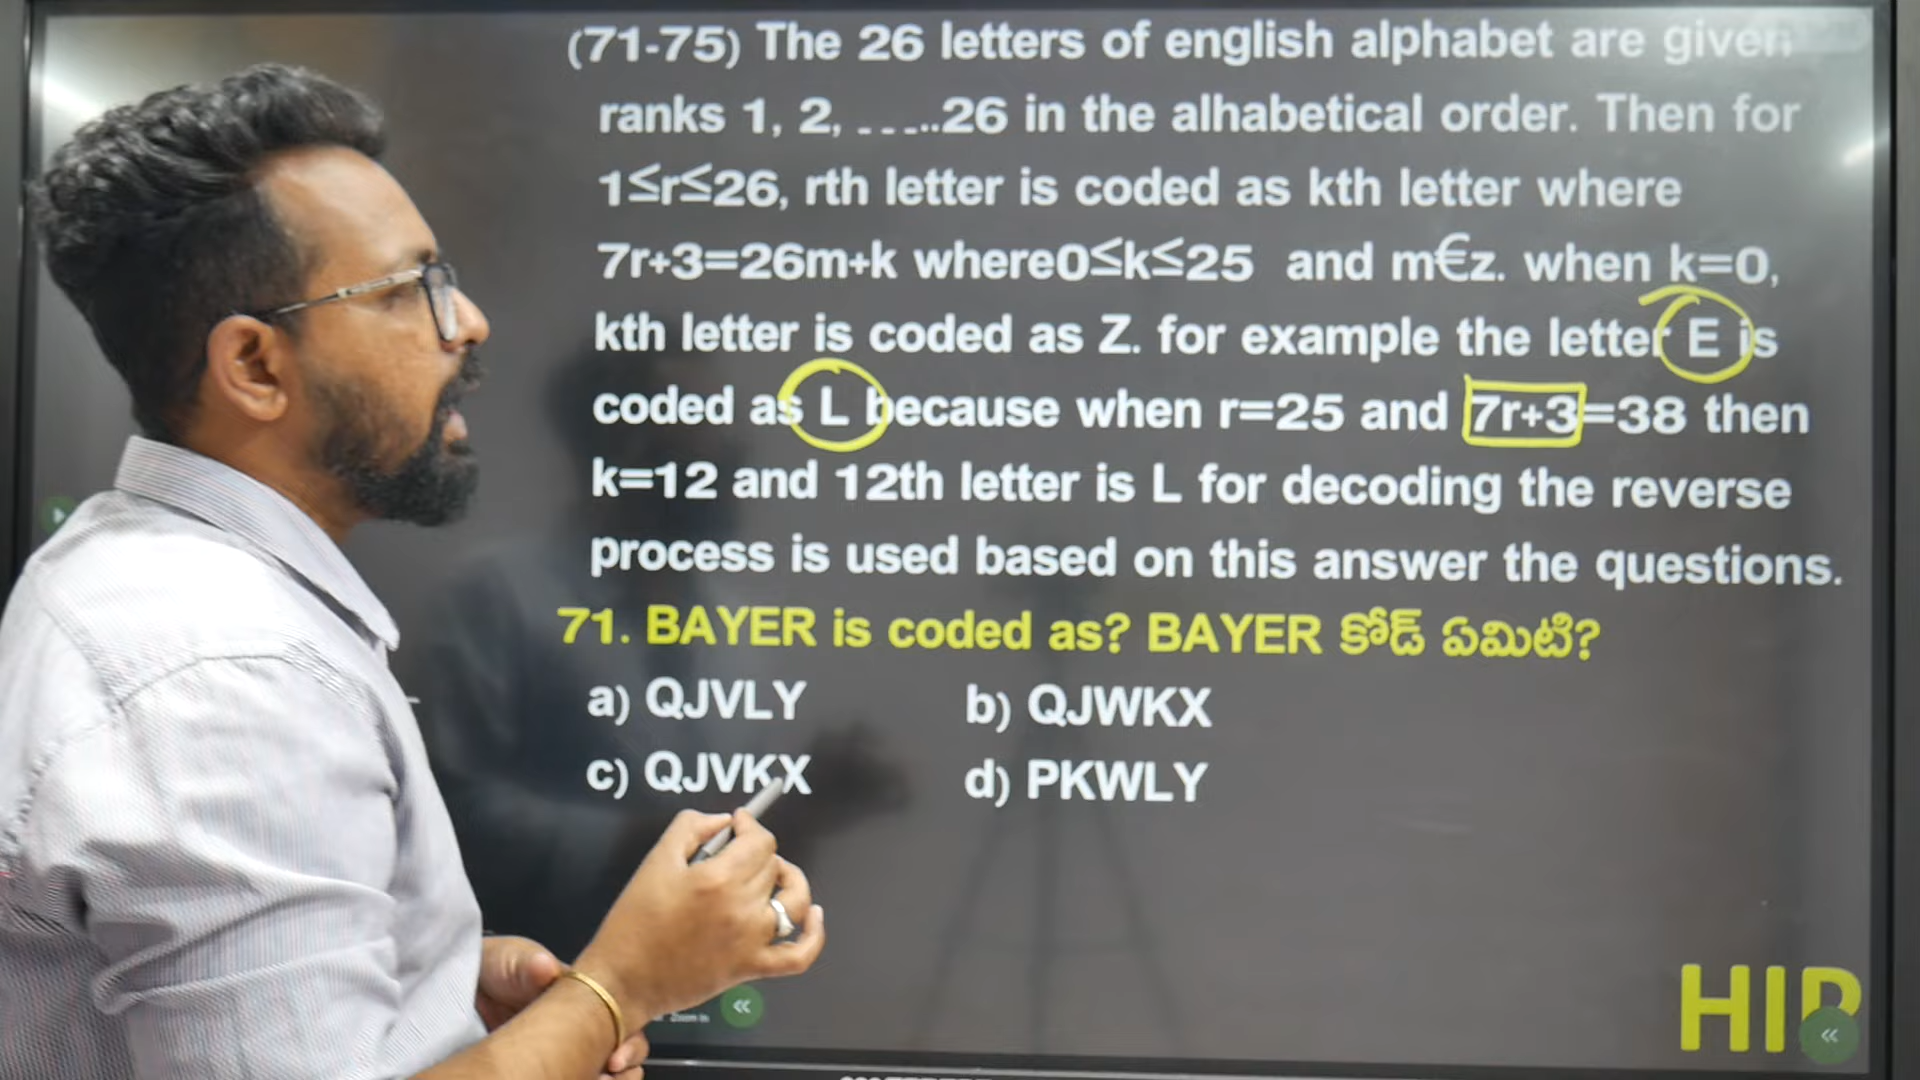 (71-75) The 26 letters of english alphabet are given
ranks 1, 2, .....26 in the alhabetical order. Then for
1≤r≤26, rth letter is coded as kth letter where
7r+3=26m+k where0≤k≤25 and m€z. when k=0,
kth letter is coded as Z. for example the letter E is
coded as L because when r=25 and 7r+3=38 then
k=12 and 12th letter is L for decoding the reverse
process is used based on this answer the questions.
71. BAYER is coded as? BAYER కోడ్ ఏమిటి?
a) QJVLY b) QJWKX
c) QJVKX d) PKWLY
Zoom In